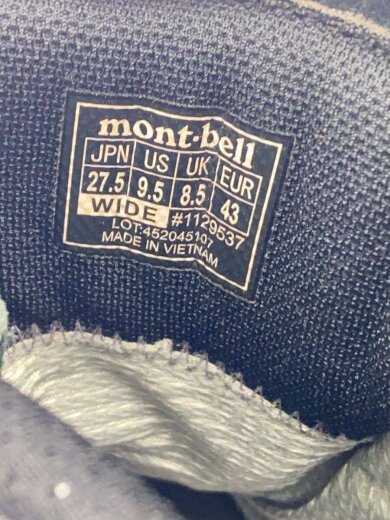 mont·bell
JPN US UK EUR
27.5 9.5 8.5 43
WIDE #1129537
LOT:452045107
MADE IN VIETNAM